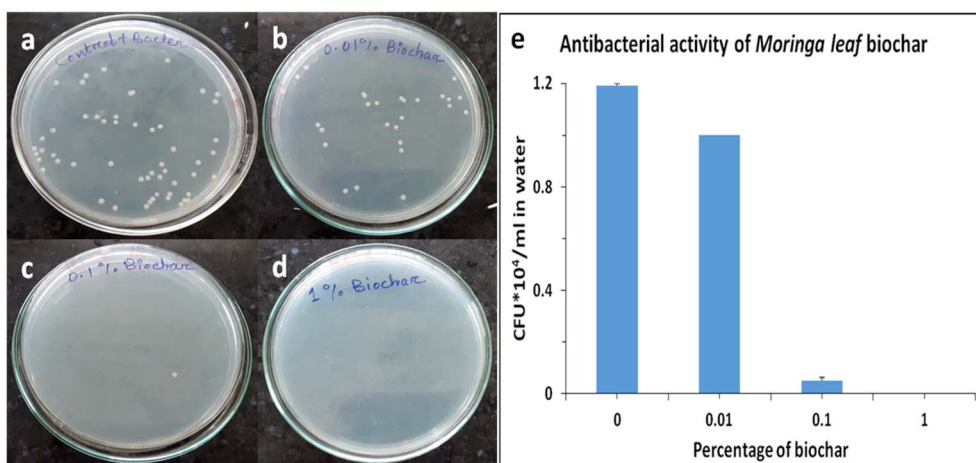 a
Control + Bacter
b
0.01% Biochar
c
0.1% Biochar
d
1% Biochar
e
Antibacterial activity of Moringa leaf biochar
CFU*10⁴/ml in water
1.2
0.8
0.4
0
0 0.01 0.1 1
Percentage of biochar